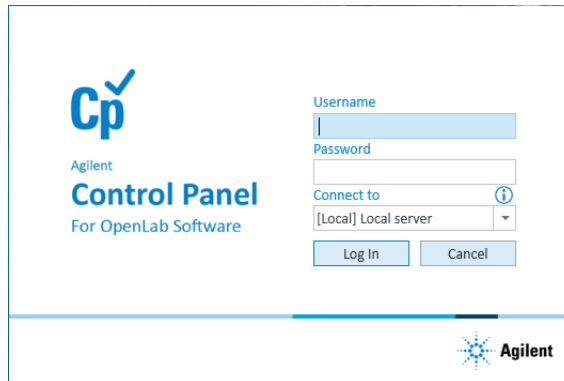 Cp
Agilent
Control Panel
For OpenLab Software
Username
Password
Connect to
[Local] Local server
Log In
Cancel
Agilent